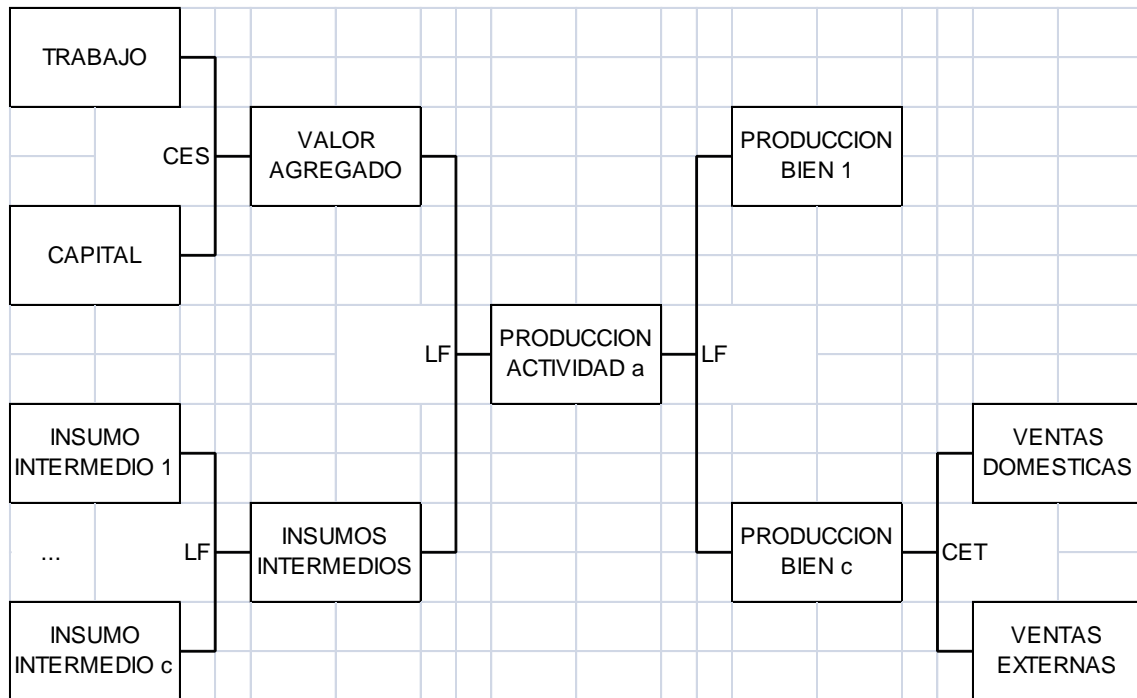 TRABAJO
CES
VALOR
AGREGADO
CAPITAL
PRODUCCION
BIEN 1
LF
PRODUCCION
ACTIVIDAD a
LF
INSUMO
INTERMEDIO 1
...
LF
INSUMOS
INTERMEDIOS
INSUMO
INTERMEDIO c
PRODUCCION
BIEN c
CET
VENTAS
DOMESTICAS
VENTAS
EXTERNAS